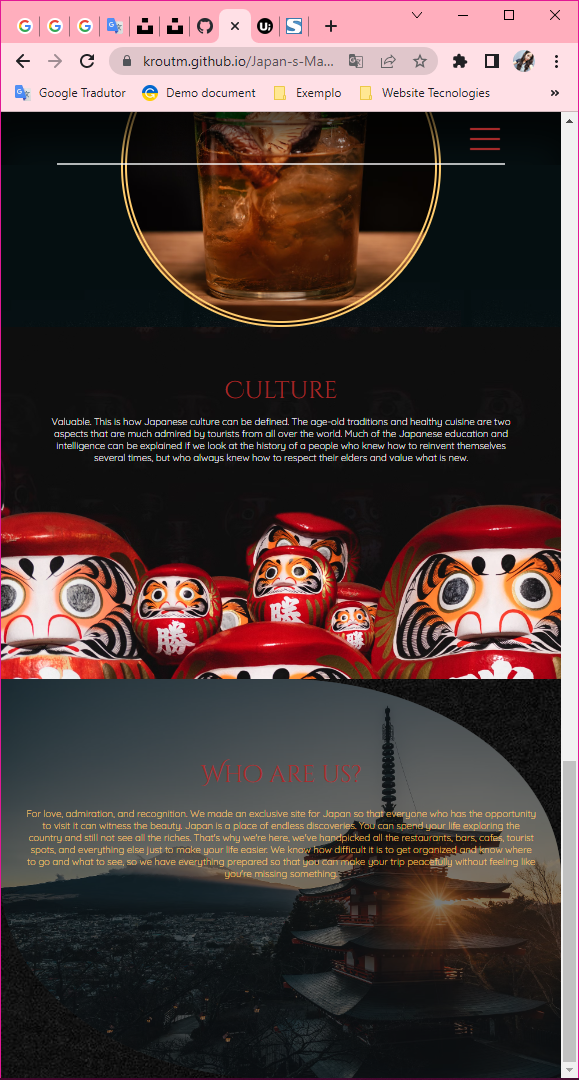 kroutm.github.io/Japan-s-Ma...
Google Tradutor
Demo document
Exemplo
Website Tecnologies
»
CULTURE
Valuable. This is how Japanese culture can be defined. The age-old traditions and healthy cuisine are two
aspects that are much admired by tourists from all over the world. Much of the Japanese education and
intelligence can be explained if we look at the history of a people who knew how to reinvent themselves
several times, but who always knew how to respect their elders and value what is new.
勝
勝
勝
WHO ARE US?
For love, admiration, and recognition. We made an exclusive site for Japan so that everyone who has the opportunity
to visit it can witness the beauty. Japan is a place of endless discoveries. You can spend your life exploring the
country and still not see all the riches. That's why we're here, we've handpicked all the restaurants, bars, cafes, tourist
spots, and everything else just to make your life easier. We know how difficult it is to get organized and know where
to go and what to see, so we have everything prepared so that you can make your trip peacefully without feeling like
you're missing something.